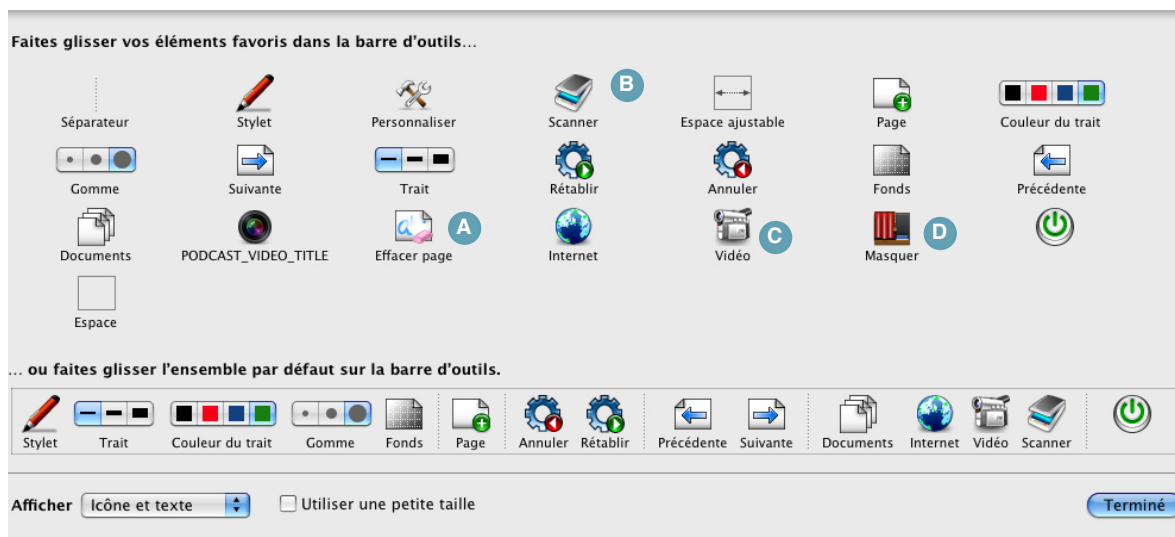 Faites glisser vos éléments favoris dans la barre d'outils...
B
Séparateur Stylet Personnaliser Scanner Espace ajustable Page Couleur du trait
Gomme Suivante Trait Rétablir Annuler Fonds Précédente
A C D
Documents PODCAST_VIDEO_TITLE Effacer page Internet Vidéo Masquer
Espace
... ou faites glisser l'ensemble par défaut sur la barre d'outils.
Stylet Trait Couleur du trait Gomme Fonds Page Annuler Rétablir Précédente Suivante Documents Internet Vidéo Scanner
Afficher Icône et texte Utiliser une petite taille Terminé